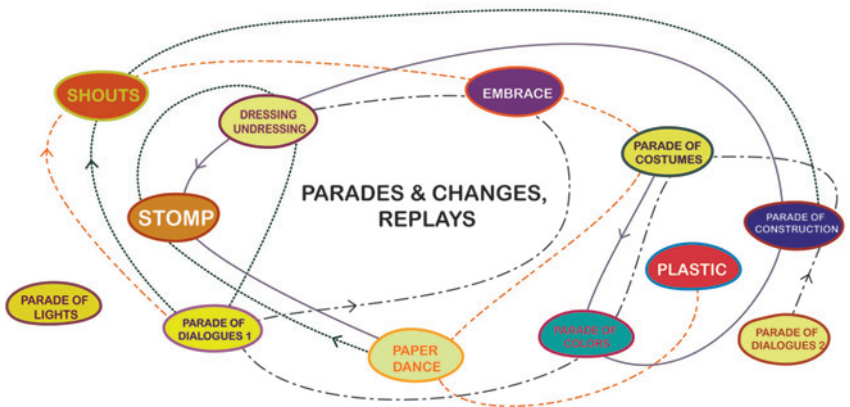 SHOUTS
EMBRACE
DRESSING
UNDRESSING
PARADE OF
COSTUMES
PARADES & CHANGES,
REPLAYS
STOMP
PARADE OF
CONSTRUCTION
PLASTIC
PARADE OF
LIGHTS
PARADE OF
DIALOGUES 1
PAPER
DANCE
PARADE OF
COLORS
PARADE OF
DIALOGUES 2